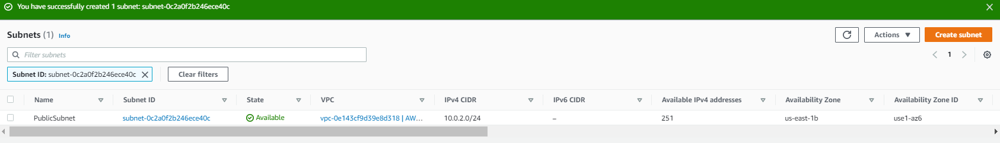 You have successfully created 1 subnet: subnet-0c2a0f2b246ece40c
Subnets (1) Info
Actions
Create subnet
Filter subnets
1
Subnet ID: subnet-0c2a0f2b246ece40c
Clear filters
Name Subnet ID State VPC IPv4 CIDR IPv6 CIDR Available IPv4 addresses Availability Zone Availability Zone ID
PublicSubnet subnet-0c2a0f2b246ece40c Available vpc-0e143cf9d39e8d318 | AW... 10.0.2.0/24 – 251 us-east-1b use1-az6